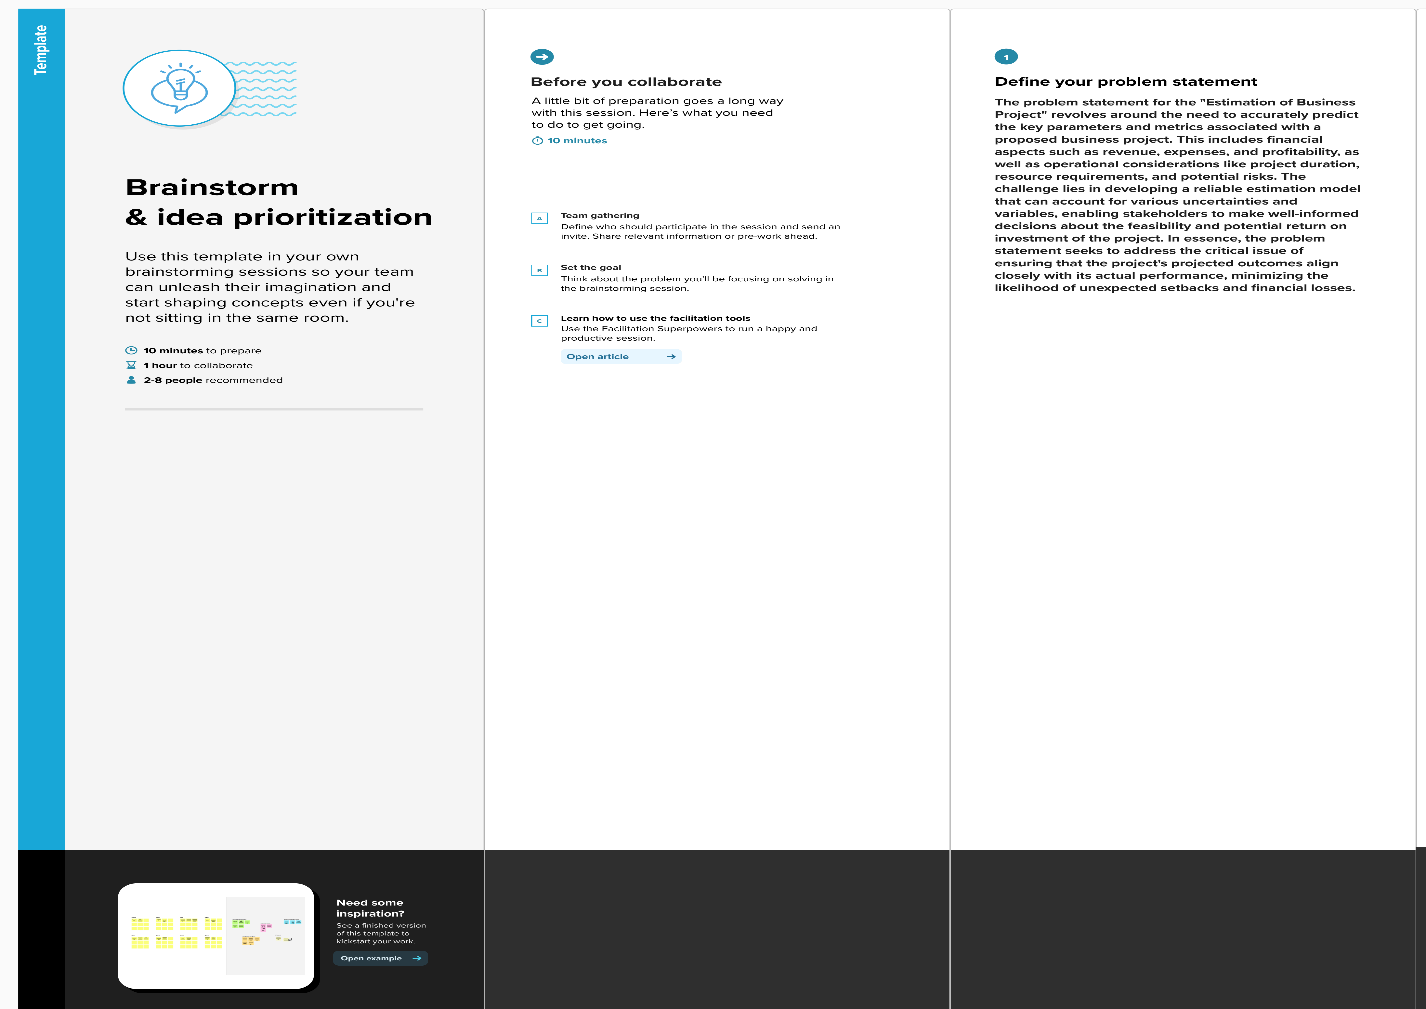 Template
Brainstorm
& idea prioritization
Use this template in your own
brainstorming sessions so your team
can unleash their imagination and
start shaping concepts even if you're
not sitting in the same room.
10 minutes to prepare
1 hour to collaborate
2-8 people recommended
Before you collaborate
A little bit of preparation goes a long way
with this session. Here's what you need
to do to get going.
10 minutes
A
Team gathering
Define who should participate in the session and send an
invite. Share relevant information or pre-work ahead.
B
Set the goal
Think about the problem you'll be focusing on solving in
the brainstorming session.
C
Learn how to use the facilitation tools
Use the Facilitation Superpowers to run a happy and
productive session.
Open article
1
Define your problem statement
The problem statement for the "Estimation of Business
Project" revolves around the need to accurately predict
the key parameters and metrics associated with a
proposed business project. This includes financial
aspects such as revenue, expenses, and profitability, as
well as operational considerations like project duration,
resource requirements, and potential risks. The
challenge lies in developing a reliable estimation model
that can account for various uncertainties and
variables, enabling stakeholders to make well-informed
decisions about the feasibility and potential return on
investment of the project. In essence, the problem
statement seeks to address the critical issue of
ensuring that the project's projected outcomes align
closely with its actual performance, minimizing the
likelihood of unexpected setbacks and financial losses.
Need some
inspiration?
See a finished version
of this template to
kickstart your work.
Open example